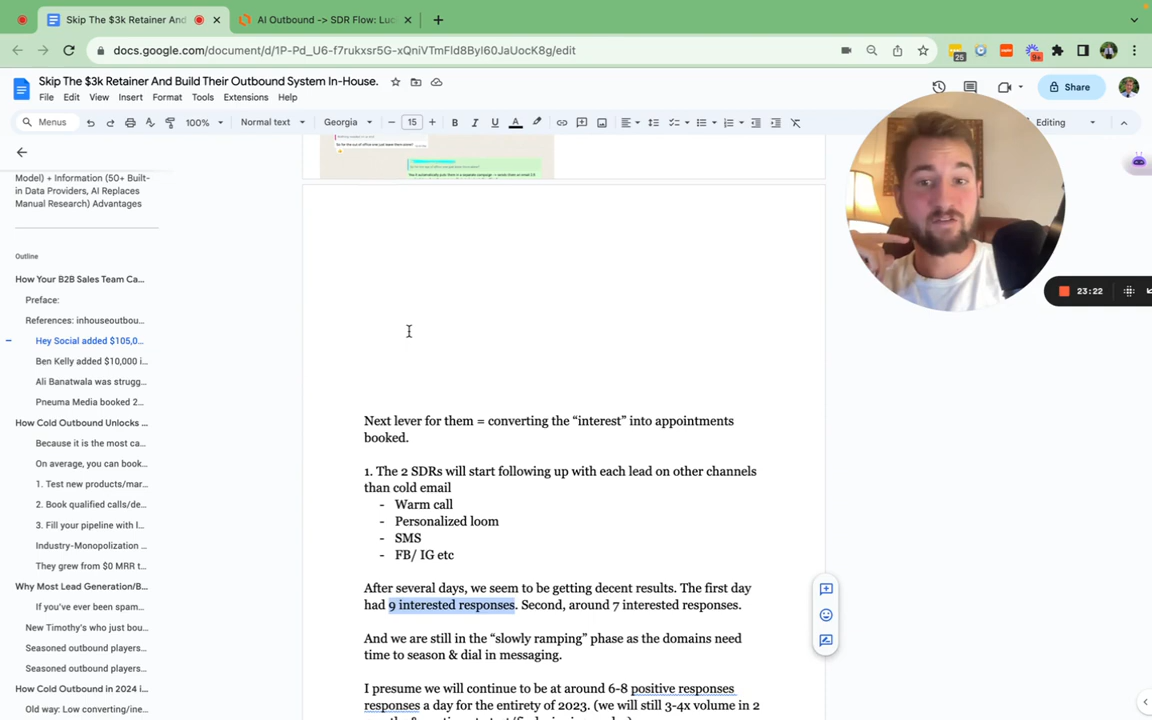 Skip The $3k Retainer And
AI Outbound -> SDR Flow: Luc
docs.google.com/document/d/1P-Pd_U6-f7rukxsr5G-xQniVTmFld8Byl60JaUocK8g/edit
25
9+
Skip The $3k Retainer And Build Their Outbound System In-House.
File Edit View Insert Format Tools Extensions Help
Share
Menus 100% Normal text Georgia 15 B I U A Editing
Model) + Information (50+ Built-
in Data Providers, AI Replaces
Manual Research) Advantages
Outline
How Your B2B Sales Team Ca...
Preface:
References: inhouseoutbou...
Hey Social added $105,0...
Ben Kelly added $10,000 i...
Ali Banatwala was strugg...
Pneuma Media booked 2...
How Cold Outbound Unlocks ...
Because it is the most ca...
On average, you can book...
1. Test new products/mar...
2. Book qualified calls/de...
3. Fill your pipeline with l...
Industry-Monopolization ...
They grew from $0 MRR t...
Why Most Lead Generation/B...
If you've ever been spam...
New Timothy's who just bou...
Seasoned outbound players...
Seasoned outbound players...
How Cold Outbound in 2024 i...
Old way: Low converting/ine...
23:22
Next lever for them = converting the “interest” into appointments
booked.
1. The 2 SDRs will start following up with each lead on other channels
than cold email
- Warm call
- Personalized loom
- SMS
- FB/ IG etc
After several days, we seem to be getting decent results. The first day
had 9 interested responses. Second, around 7 interested responses.
And we are still in the “slowly ramping” phase as the domains need
time to season & dial in messaging.
I presume we will continue to be at around 6-8 positive responses
responses a day for the entirety of 2023. (we will still 3-4x volume in 2